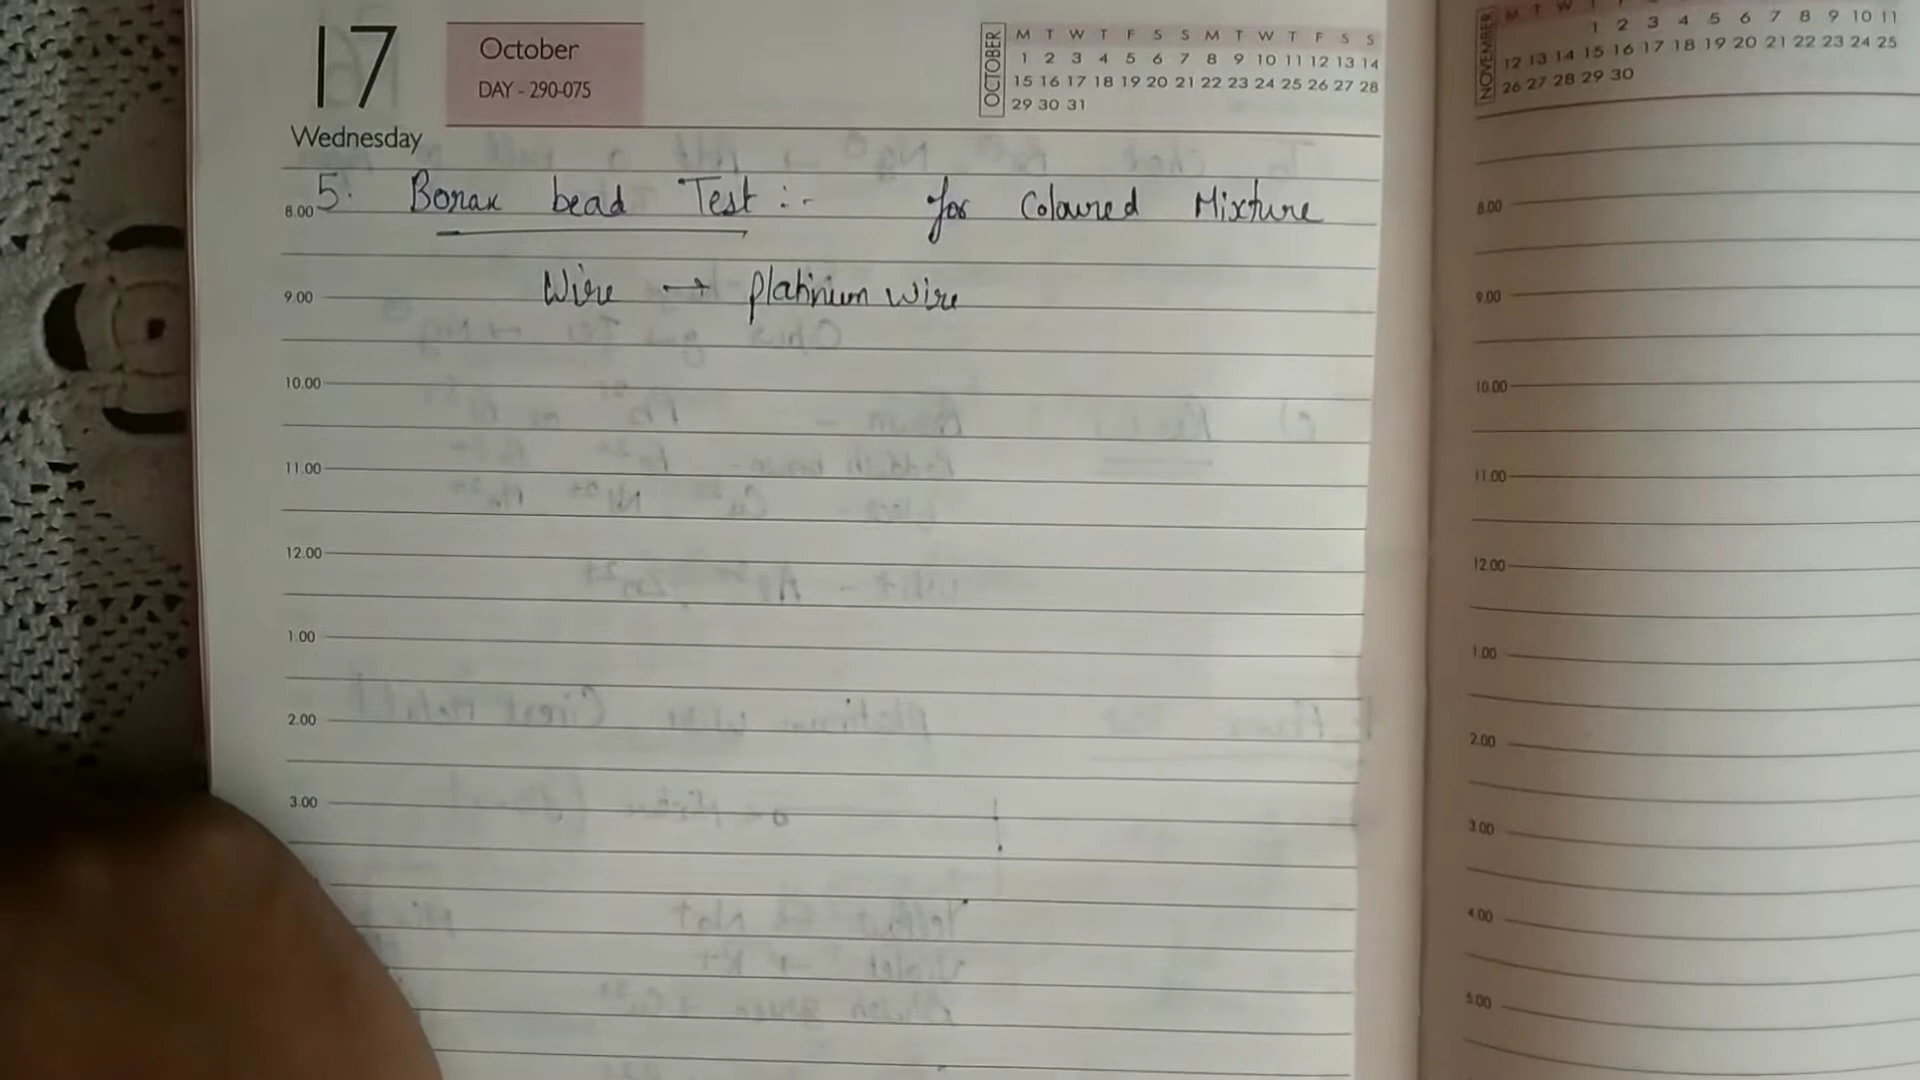 17
October
DAY - 290-075
Wednesday
OCTOBER
M T W T F S S M T W T F S S
1 2 3 4 5 6 7 8 9 10 11 12 13 14
15 16 17 18 19 20 21 22 23 24 25 26 27 28
29 30 31
5. Borax bead Test :- for Coloured Mixture
8.00
Wire → platinium wire
9.00
10.00
11.00
12.00
1.00
2.00
3.00
NOVEMBER
M T W
1 2 3 4 5 6 7 8 9 10 11
12 13 14 15 16 17 18 19 20 21 22 23 24 25
26 27 28 29 30
8.00
9.00
10.00
11.00
12.00
1.00
2.00
3.00
4.00
5.00